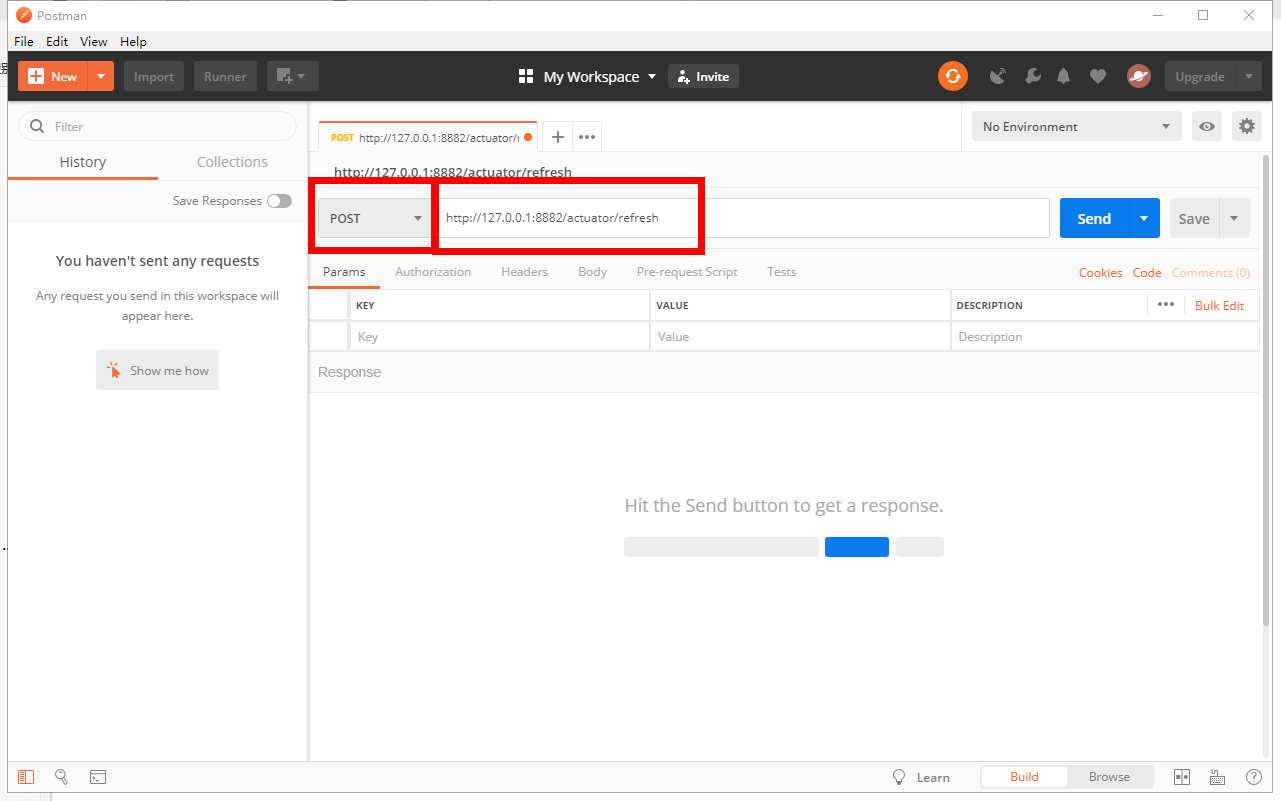 Postman
File Edit View Help
New Import Runner My Workspace Invite Upgrade
Filter
History Collections
Save Responses
You haven't sent any requests
Any request you send in this workspace will
appear here.
Show me how
POST http://127.0.0.1:8882/actuator/r
No Environment
http://127.0.0.1:8882/actuator/refresh
POST http://127.0.0.1:8882/actuator/refresh Send Save
Params Authorization Headers Body Pre-request Script Tests Cookies Code Comments (0)
KEY VALUE DESCRIPTION Bulk Edit
Key Value Description
Response
Hit the Send button to get a response.
Learn Build Browse